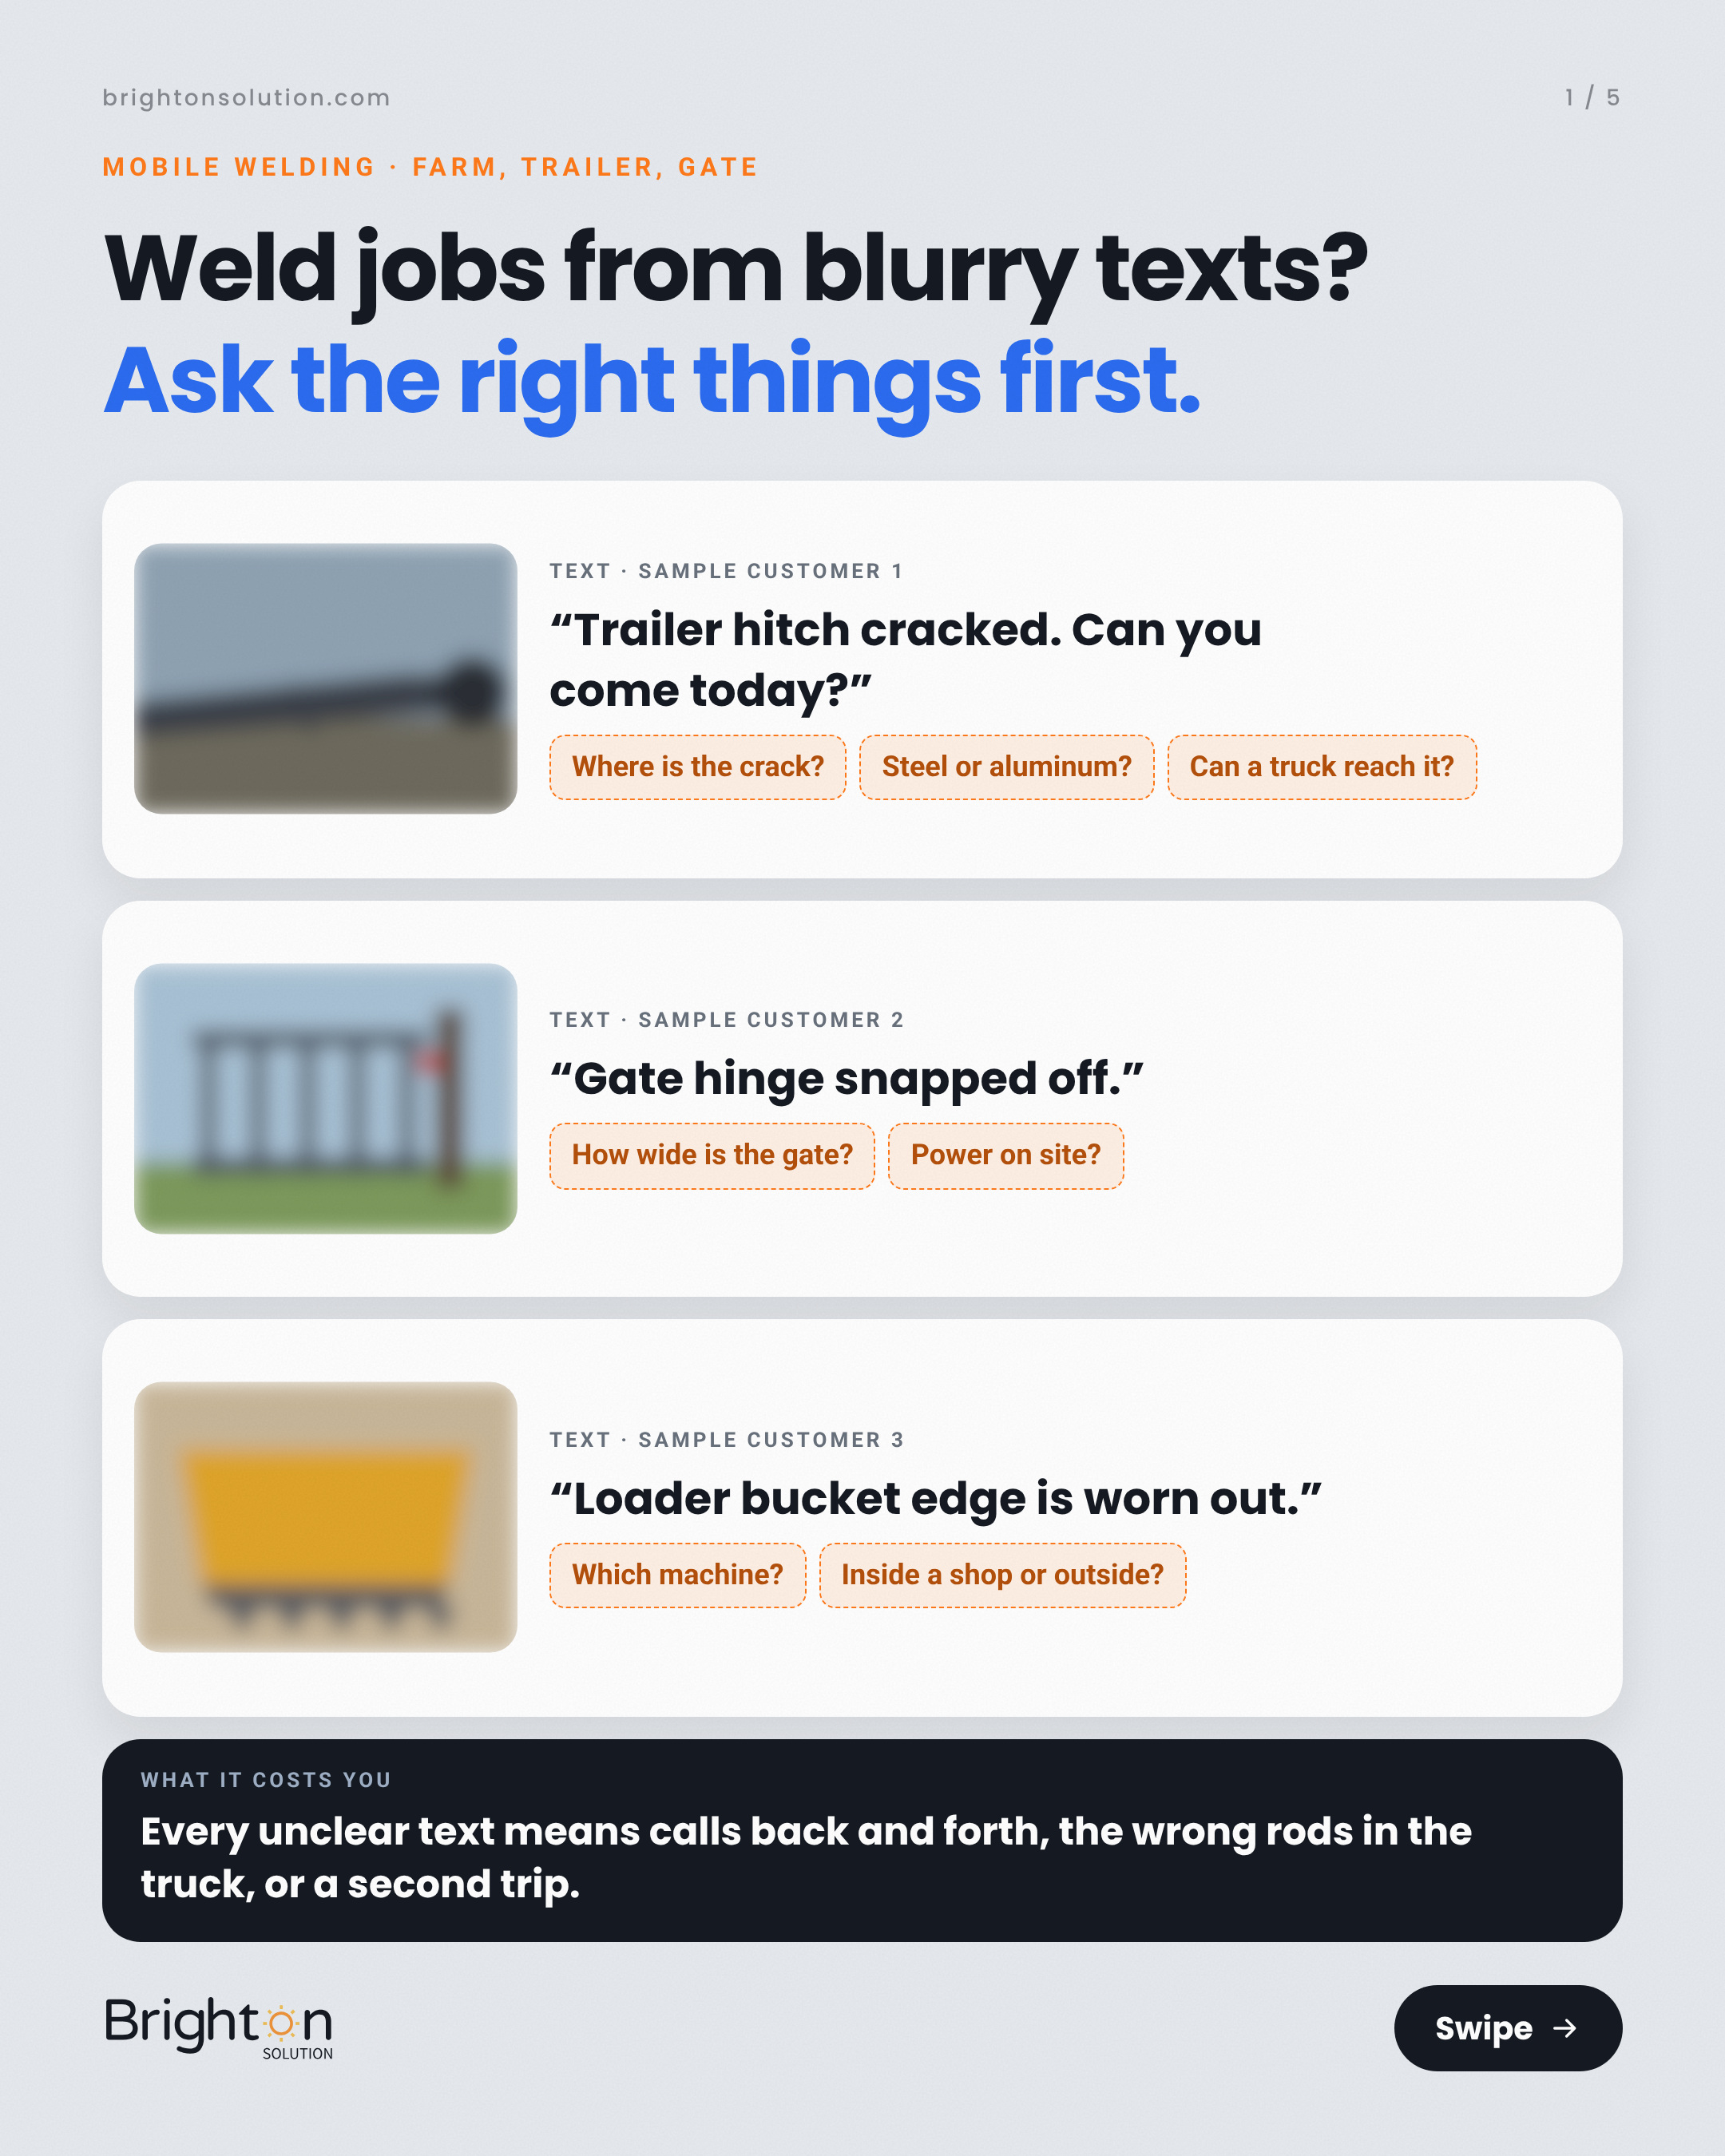 brightonsolution.com
1 / 5
MOBILE WELDING · FARM, TRAILER, GATE
Weld jobs from blurry texts?
Ask the right things first.
TEXT · SAMPLE CUSTOMER 1
“Trailer hitch cracked. Can you
come today?”
Where is the crack? Steel or aluminum? Can a truck reach it?
TEXT · SAMPLE CUSTOMER 2
“Gate hinge snapped off.”
How wide is the gate? Power on site?
TEXT · SAMPLE CUSTOMER 3
“Loader bucket edge is worn out.”
Which machine? Inside a shop or outside?
WHAT IT COSTS YOU
Every unclear text means calls back and forth, the wrong rods in the
truck, or a second trip.
Brighton
SOLUTION
Swipe →